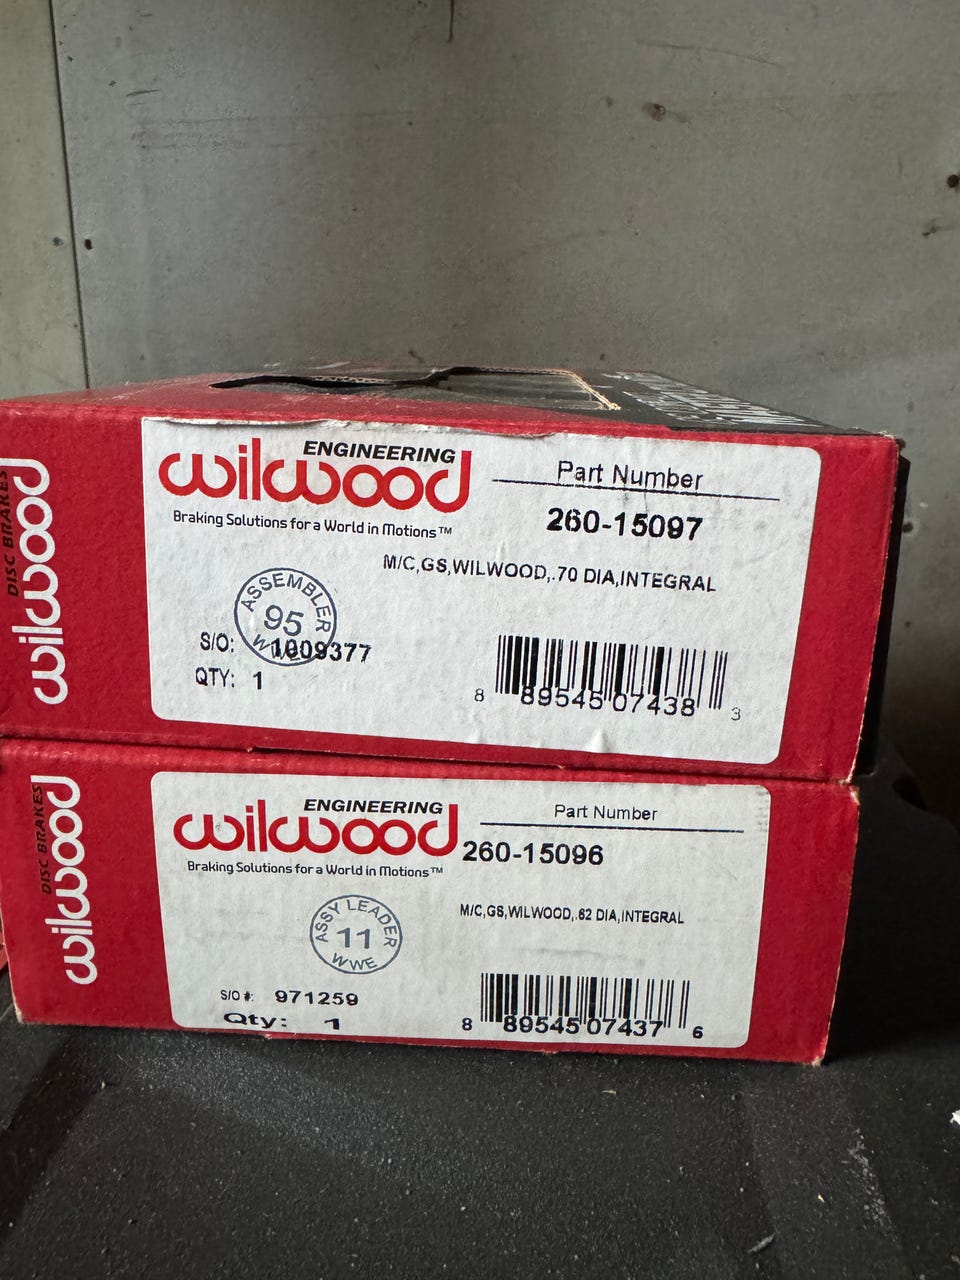 ENGINEERING
wilwood
Braking Solutions for a World in Motions™
Part Number
260-15097
M/C,GS,WILWOOD,.70 DIA,INTEGRAL
ASSEMBLER
95
S/O: 1009377
QTY: 1
8 89545 07438 3
DISC BRAKES
wilwood
ENGINEERING
wilwood
Braking Solutions for a World in Motions™
Part Number
260-15096
M/C,GS,WILWOOD,.62 DIA,INTEGRAL
ASSY LEADER
11
WWE
S/O #: 971259
Qty: 1
8 89545 07437 6
DISC BRAKES
wilwood